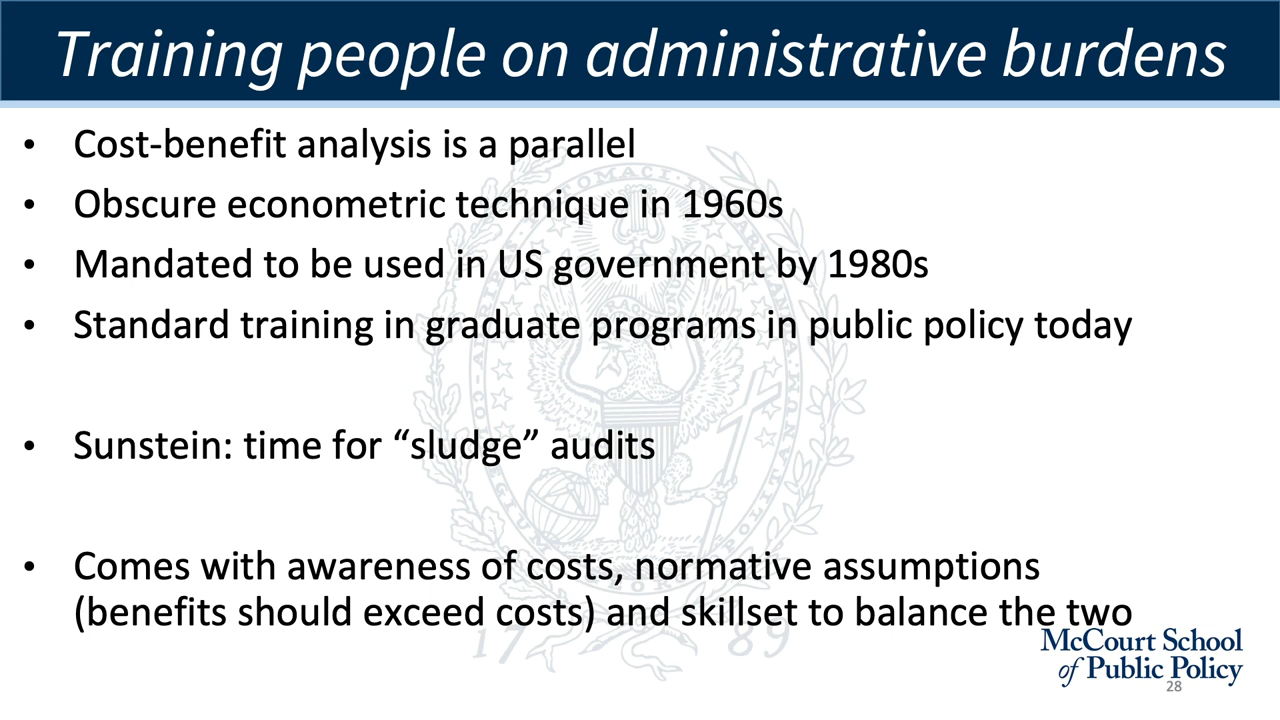 Training people on administrative burdens
• Cost-benefit analysis is a parallel
• Obscure econometric technique in 1960s
• Mandated to be used in US government by 1980s
• Standard training in graduate programs in public policy today
• Sunstein: time for “sludge” audits
• Comes with awareness of costs, normative assumptions
(benefits should exceed costs) and skillset to balance the two
17 89
McCourt School
of Public Policy
28